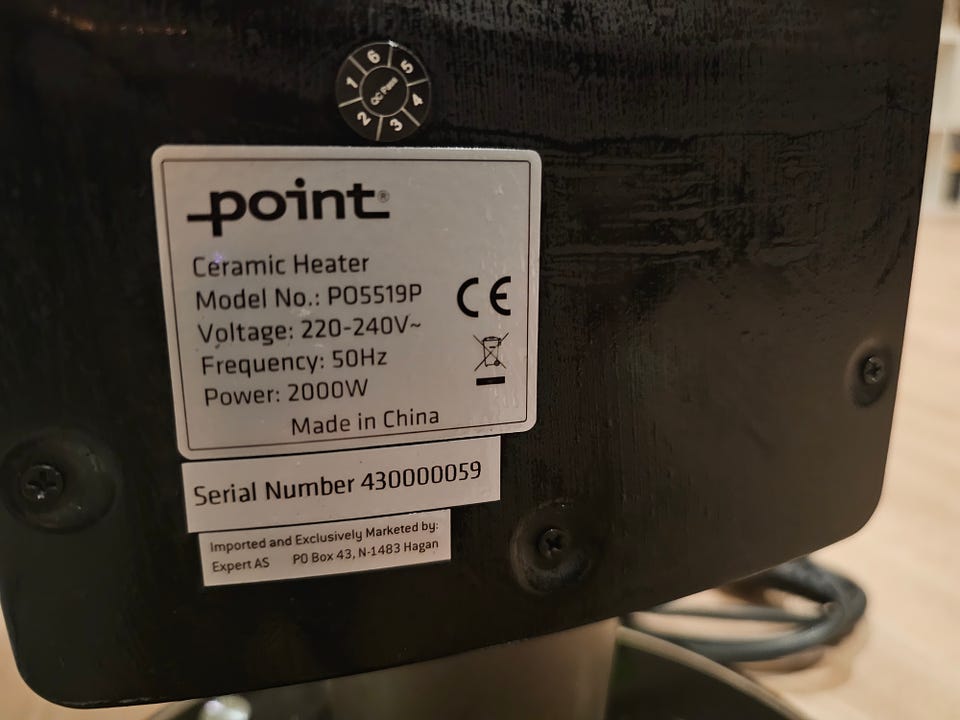 1 6 5 4 3 2
QC Pass
point®
Ceramic Heater
Model No.: PO5519P
Voltage: 220-240V~
Frequency: 50Hz
Power: 2000W
CE
Made in China
Serial Number 430000059
Imported and Exclusively Marketed by:
Expert AS PO Box 43, N-1483 Hagan